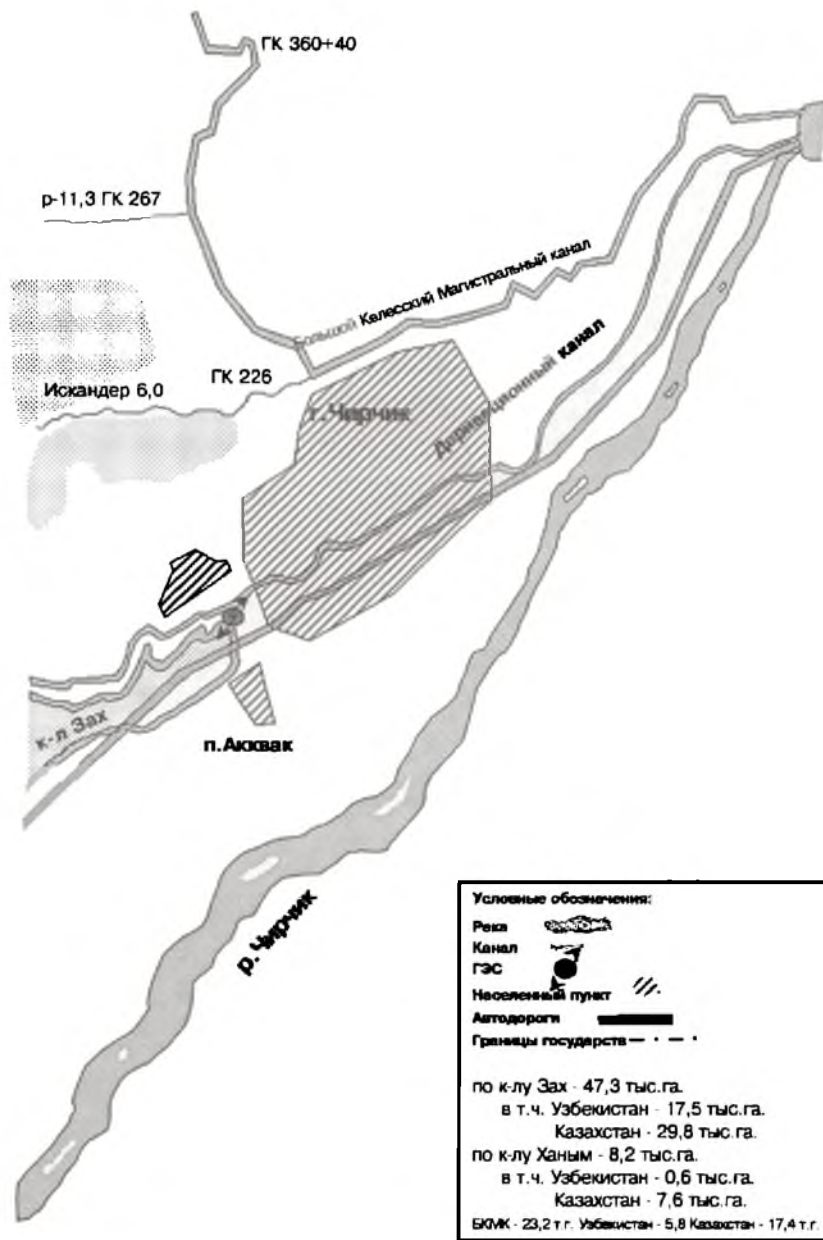 ГК 360+40
р-11,3 ГК 267
Большой Келесский Магистральный канал
Искандер 6,0
ГК 226
г.Чирчик
Деривационный канал
к-л Зах
п.Аккваk
р. Чирчик
Условные обозначения:
Река
Канал
ГЭС
Населенный пункт
Автодороги
Границы государств
по к-лу Зах - 47,3 тыс.га.
в т.ч. Узбекистан - 17,5 тыс.га.
Казахстан - 29,8 тыс.га.
по к-лу Ханым - 8,2 тыс.га.
в т.ч. Узбекистан - 0,6 тыс.га.
Казахстан - 7,6 тыс.га.
БКМК - 23,2 т.г. Узбекистан - 5,8 Казахстан - 17,4 т.г.